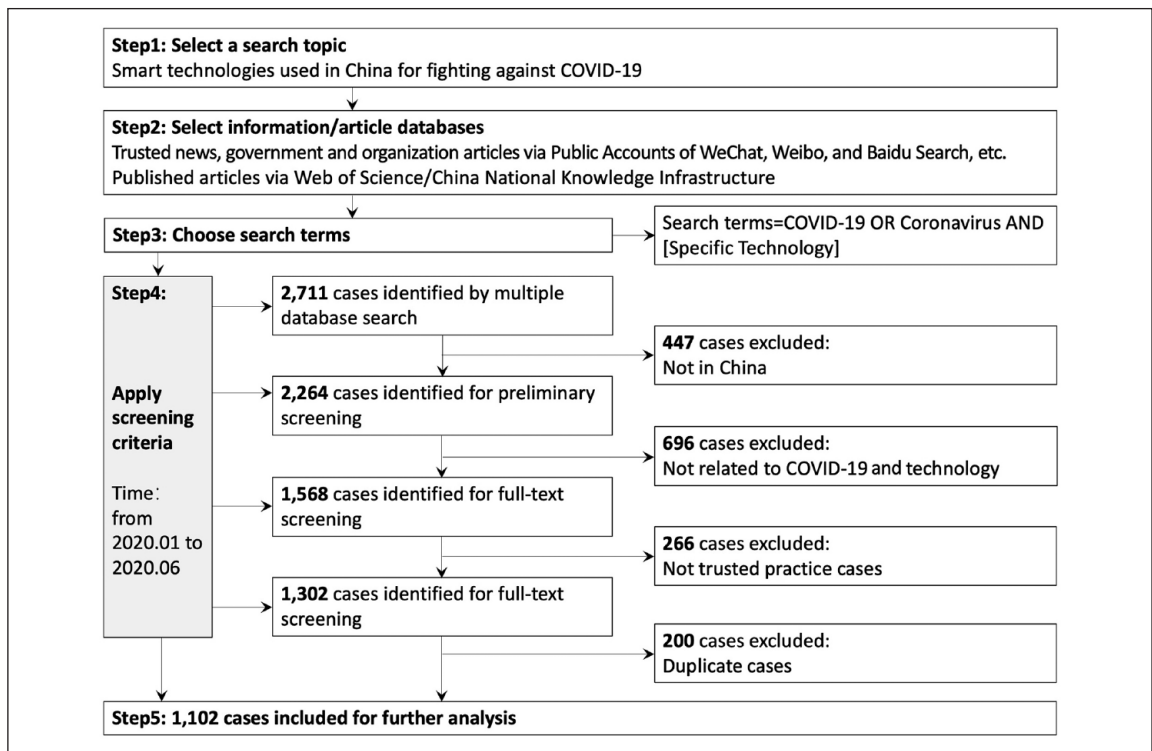 Step1: Select a search topic
Smart technologies used in China for fighting against COVID-19
Step2: Select information/article databases
Trusted news, government and organization articles via Public Accounts of WeChat, Weibo, and Baidu Search, etc.
Published articles via Web of Science/China National Knowledge Infrastructure
Step3: Choose search terms
Search terms=COVID-19 OR Coronavirus AND
[Specific Technology]
Step4:
Apply
screening
criteria
Time:
from
2020.01 to
2020.06
2,711 cases identified by multiple
database search
447 cases excluded:
Not in China
2,264 cases identified for preliminary
screening
696 cases excluded:
Not related to COVID-19 and technology
1,568 cases identified for full-text
screening
266 cases excluded:
Not trusted practice cases
1,302 cases identified for full-text
screening
200 cases excluded:
Duplicate cases
Step5: 1,102 cases included for further analysis